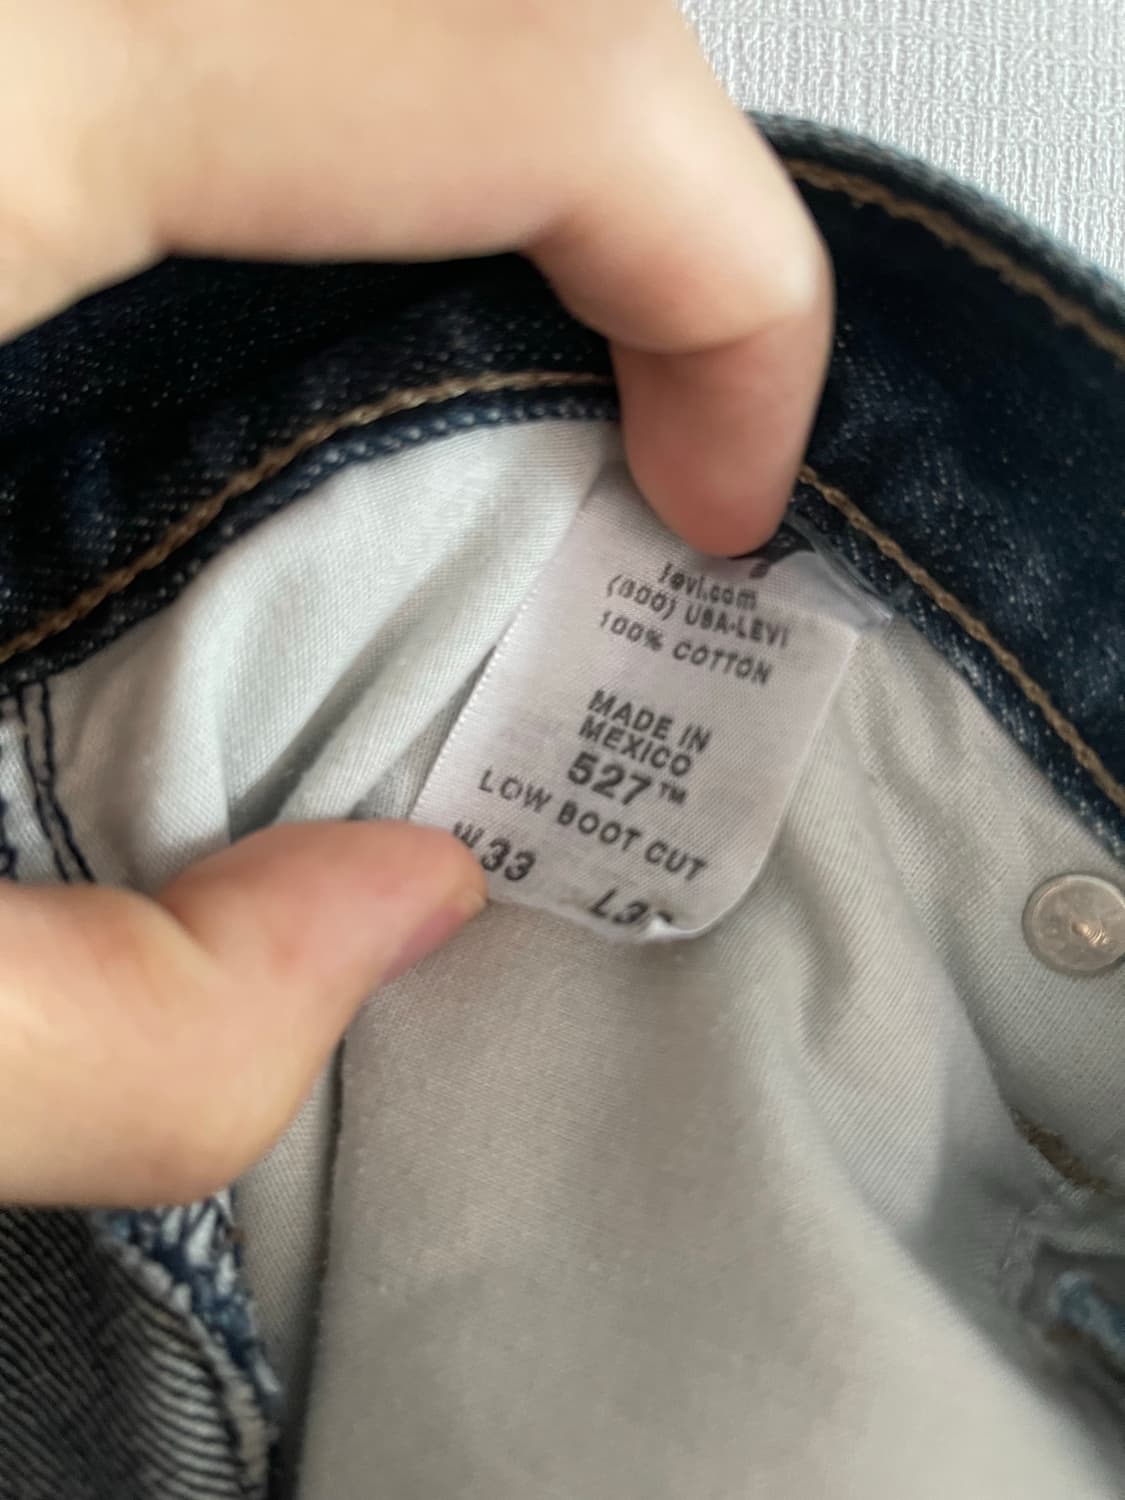 levi.com
(800) USA-LEVI
100% COTTON
MADE IN
MEXICO
527™
LOW BOOT CUT
W33